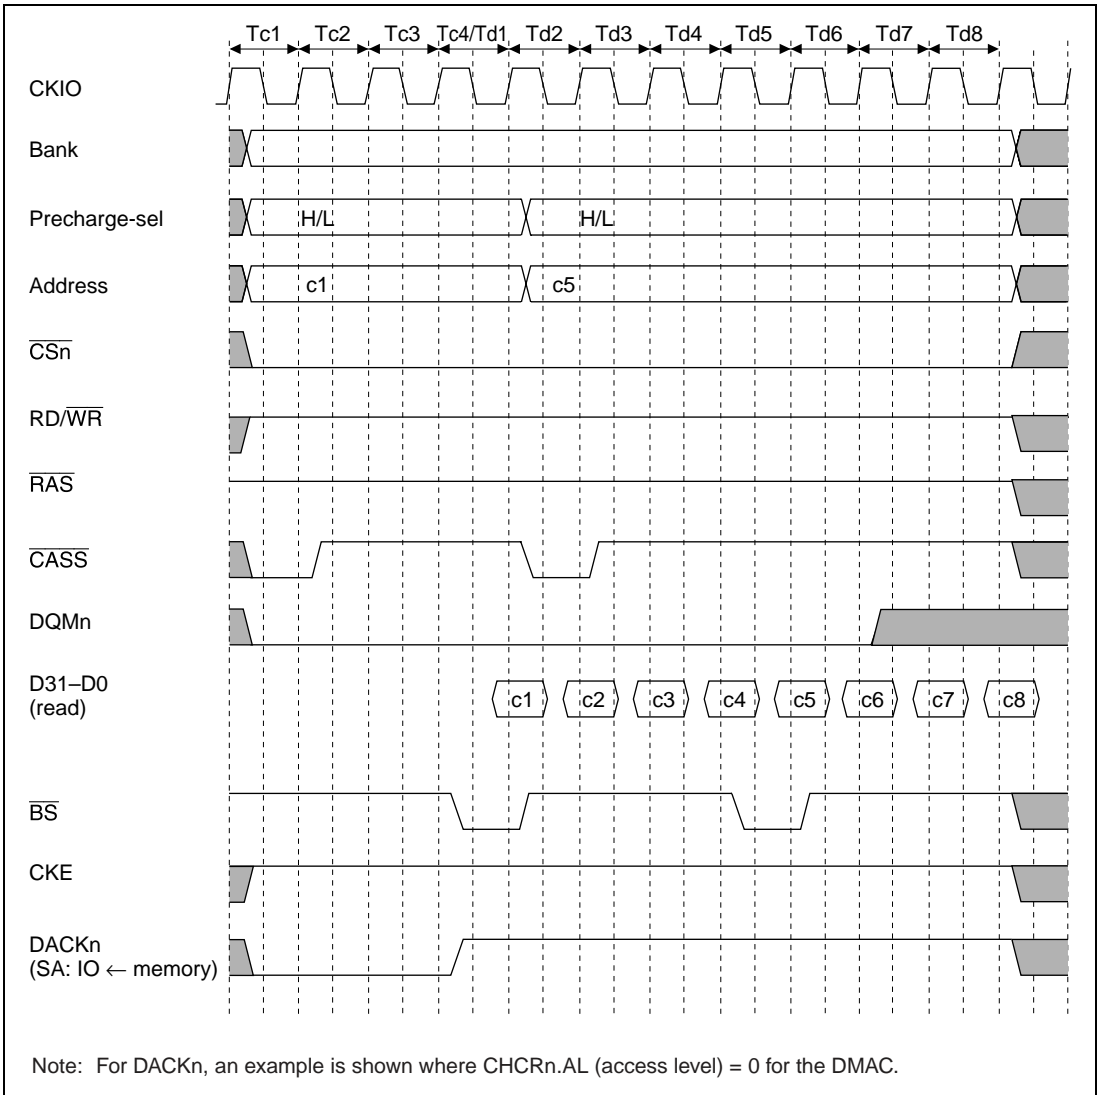 Tc1 Tc2 Tc3 Tc4/Td1 Td2 Td3 Td4 Td5 Td6 Td7 Td8
CKIO
Bank
Precharge-sel H/L H/L
Address c1 c5
CSn
RD/WR
RAS
CASS
DQMn
D31–D0
(read)
c1 c2 c3 c4 c5 c6 c7 c8
BS
CKE
DACKn
(SA: IO ← memory)
Note: For DACKn, an example is shown where CHCRn.AL (access level) = 0 for the DMAC.